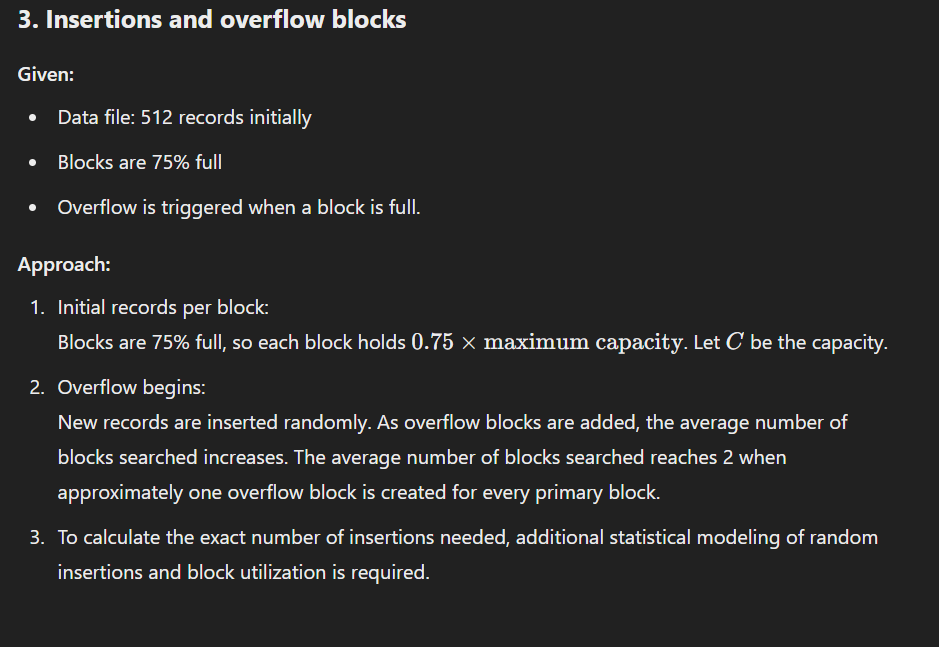 3. Insertions and overflow blocks
Given:
• Data file: 512 records initially
• Blocks are 75% full
• Overflow is triggered when a block is full.
Approach:
1. Initial records per block:
Blocks are 75% full, so each block holds 0.75 × maximum capacity. Let C be the capacity.
2. Overflow begins:
New records are inserted randomly. As overflow blocks are added, the average number of
blocks searched increases. The average number of blocks searched reaches 2 when
approximately one overflow block is created for every primary block.
3. To calculate the exact number of insertions needed, additional statistical modeling of random
insertions and block utilization is required.